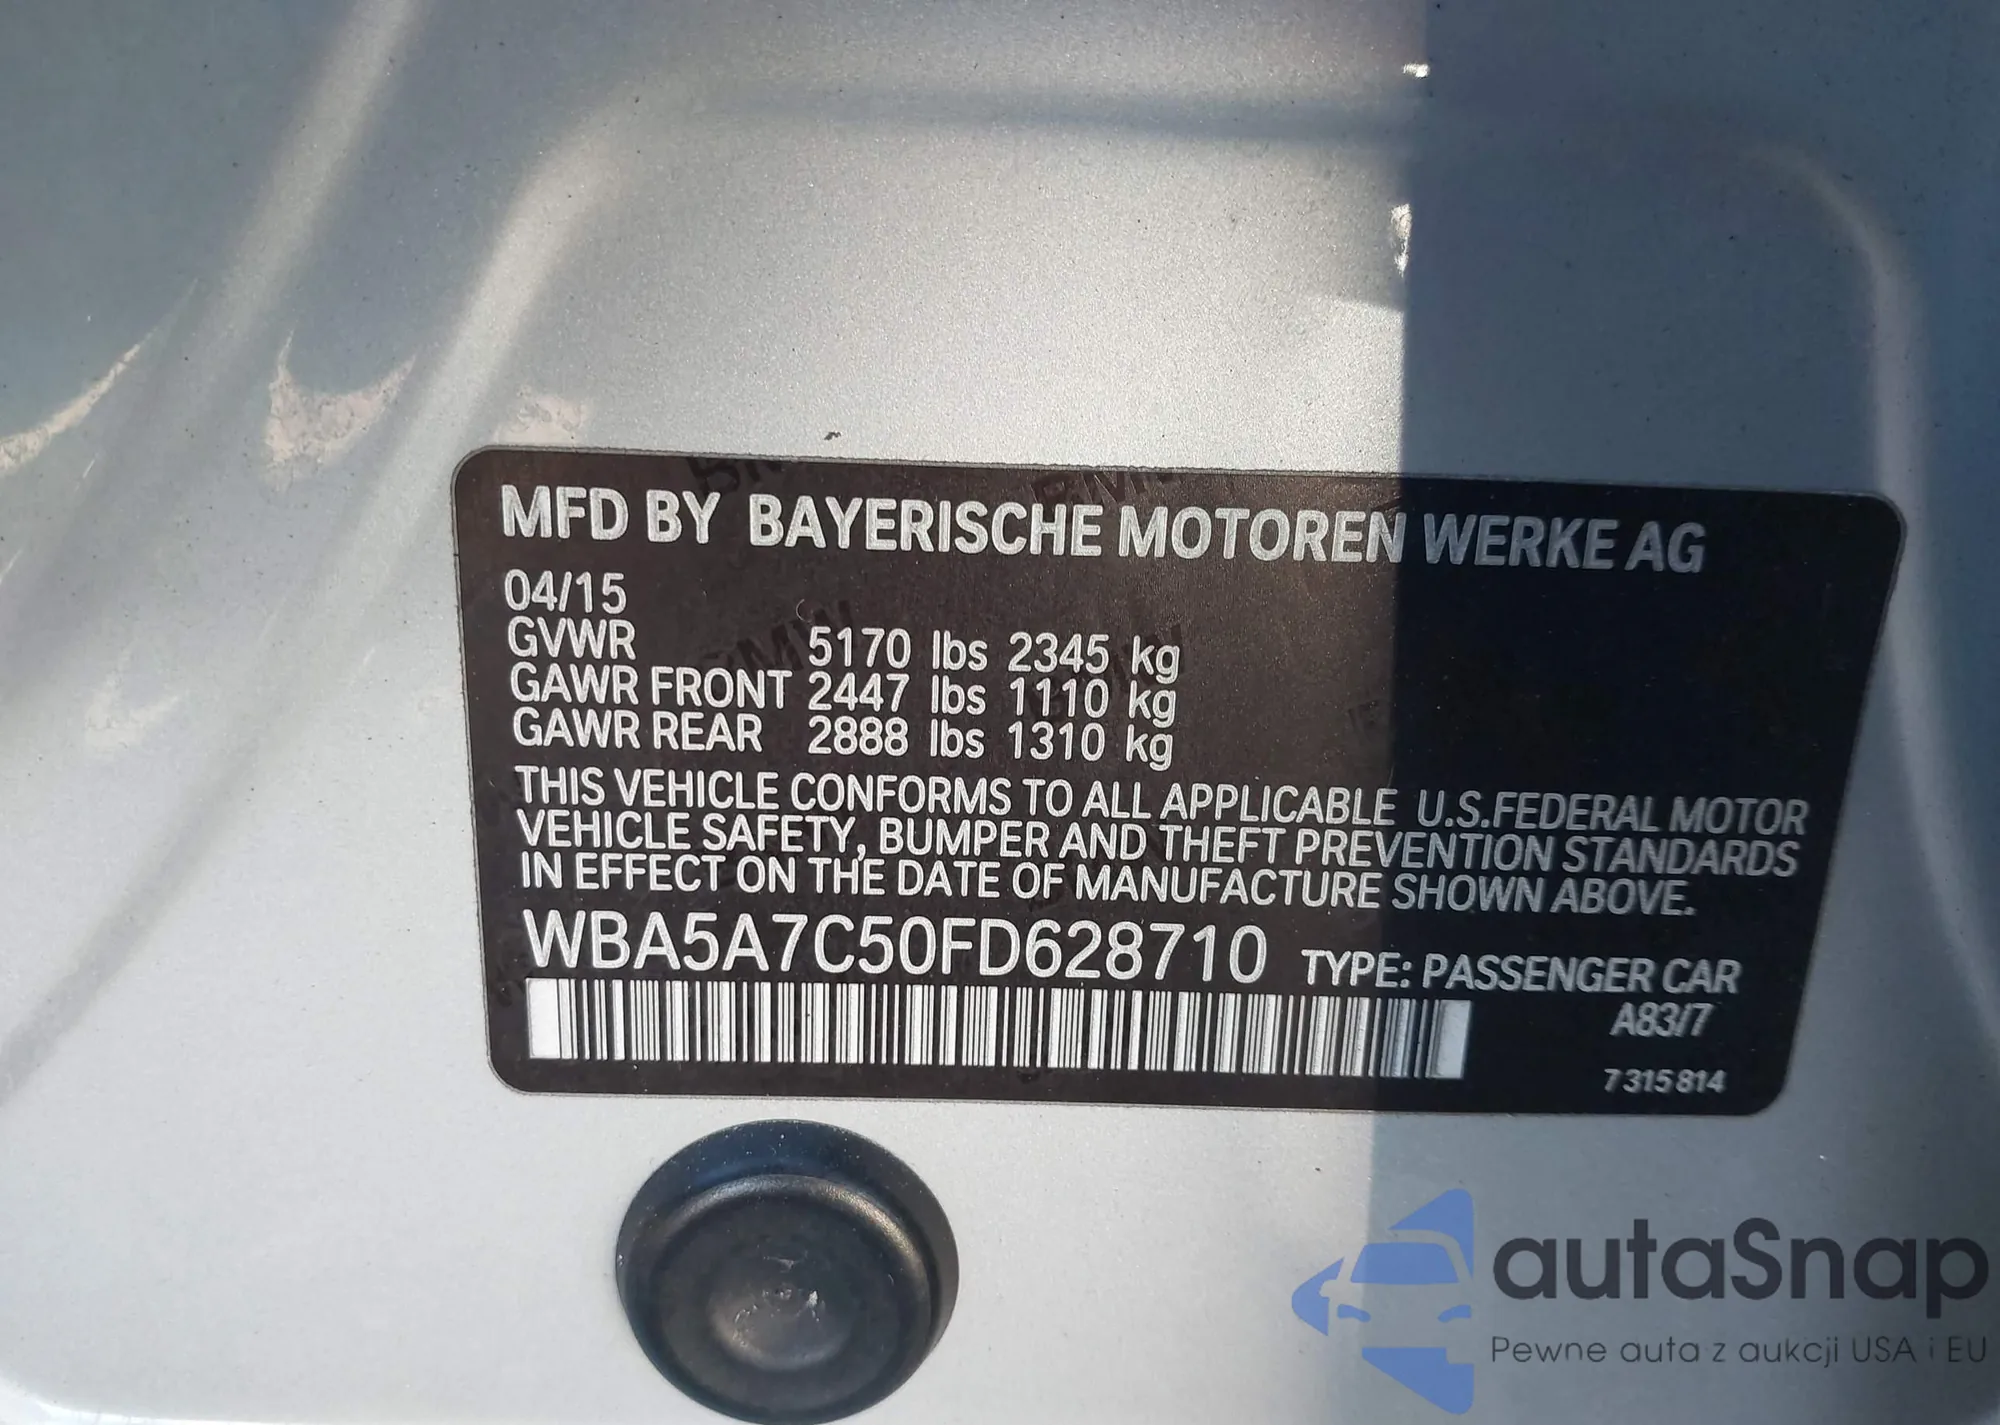 MFD BY BAYERISCHE MOTOREN WERKE AG
04/15
GVWR 5170 lbs 2345 kg
GAWR FRONT 2447 lbs 1110 kg
GAWR REAR 2888 lbs 1310 kg
THIS VEHICLE CONFORMS TO ALL APPLICABLE U.S.FEDERAL MOTOR
VEHICLE SAFETY, BUMPER AND THEFT PREVENTION STANDARDS
IN EFFECT ON THE DATE OF MANUFACTURE SHOWN ABOVE.
WBA5A7C50FD628710 TYPE: PASSENGER CAR
A83/7
7 315 814
autaSnap
Pewne auta z aukcji USA i EU